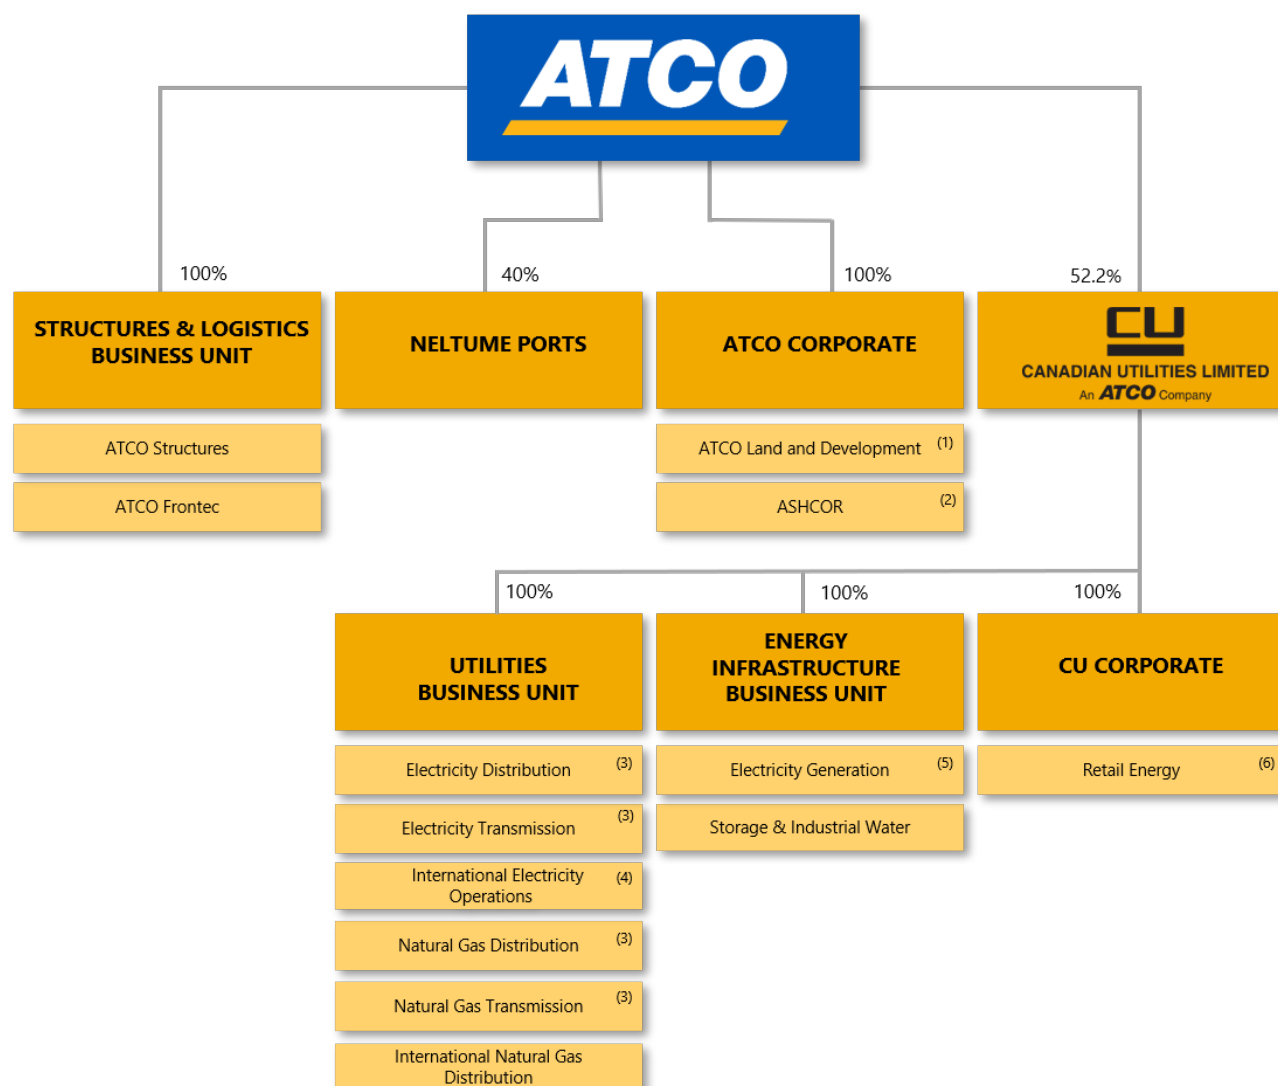 ATCO
100%
40%
100%
52.2%
STRUCTURES & LOGISTICS
BUSINESS UNIT
NELTUME PORTS
ATCO CORPORATE
CU
CANADIAN UTILITIES LIMITED
An ATCO Company
ATCO Structures
ATCO Frontec
ATCO Land and Development (1)
ASHCOR (2)
100%
100%
100%
UTILITIES
BUSINESS UNIT
ENERGY
INFRASTRUCTURE
BUSINESS UNIT
CU CORPORATE
Electricity Distribution (3)
Electricity Transmission (3)
International Electricity (4)
Operations
Natural Gas Distribution (3)
Natural Gas Transmission (3)
International Natural Gas
Distribution
Electricity Generation (5)
Storage & Industrial Water
Retail Energy (6)